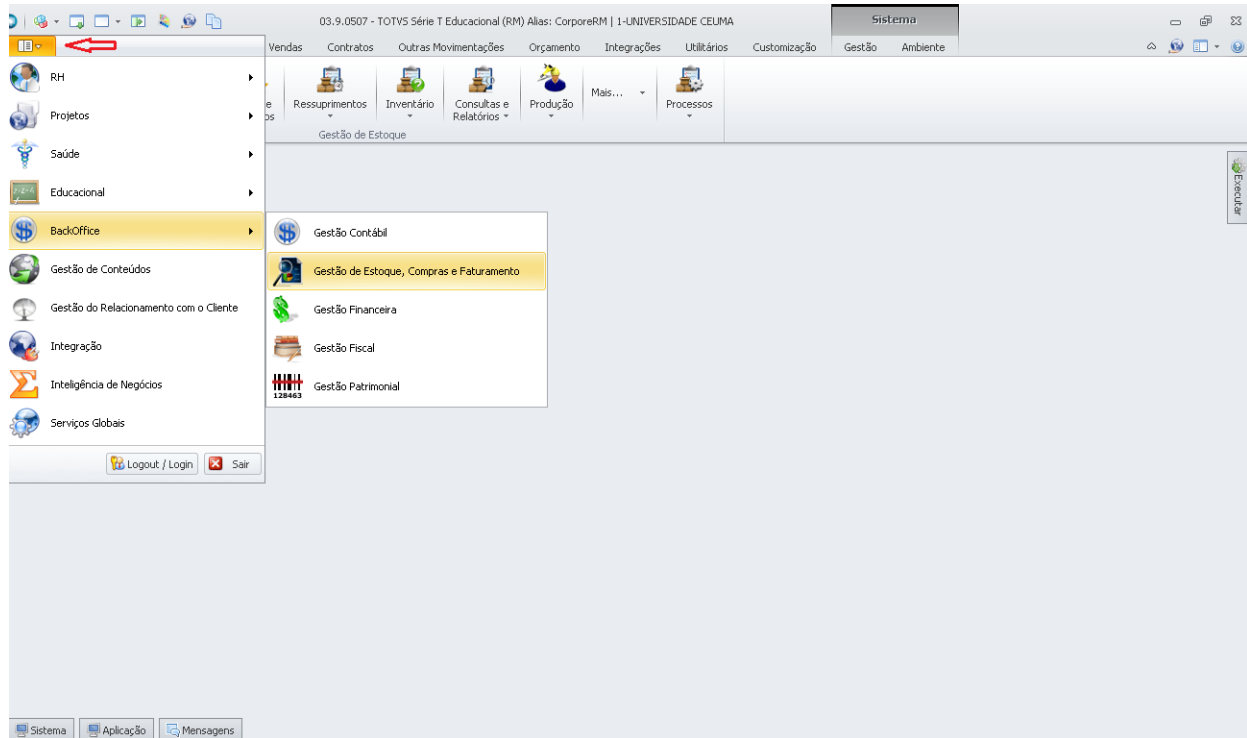 03.9.0507 - TOTVS Série T Educacional (RM) Alias: CorporeRM | 1-UNIVERSIDADE CEUMA
Sistema
Vendas Contratos Outras Movimentações Orçamento Integrações Utilitários Customização Gestão Ambiente
e
os
Ressuprimentos
Inventário
Consultas e
Relatórios
Produção
Mais...
Processos
Gestão de Estoque
RH
Projetos
Saúde
Educacional
BackOffice
Gestão de Conteúdos
Gestão do Relacionamento com o Cliente
Integração
Inteligência de Negócios
Serviços Globais
Logout / Login Sair
Gestão Contábil
Gestão de Estoque, Compras e Faturamento
Gestão Financeira
Gestão Fiscal
128463
Gestão Patrimonial
Executar
Sistema Aplicação Mensagens